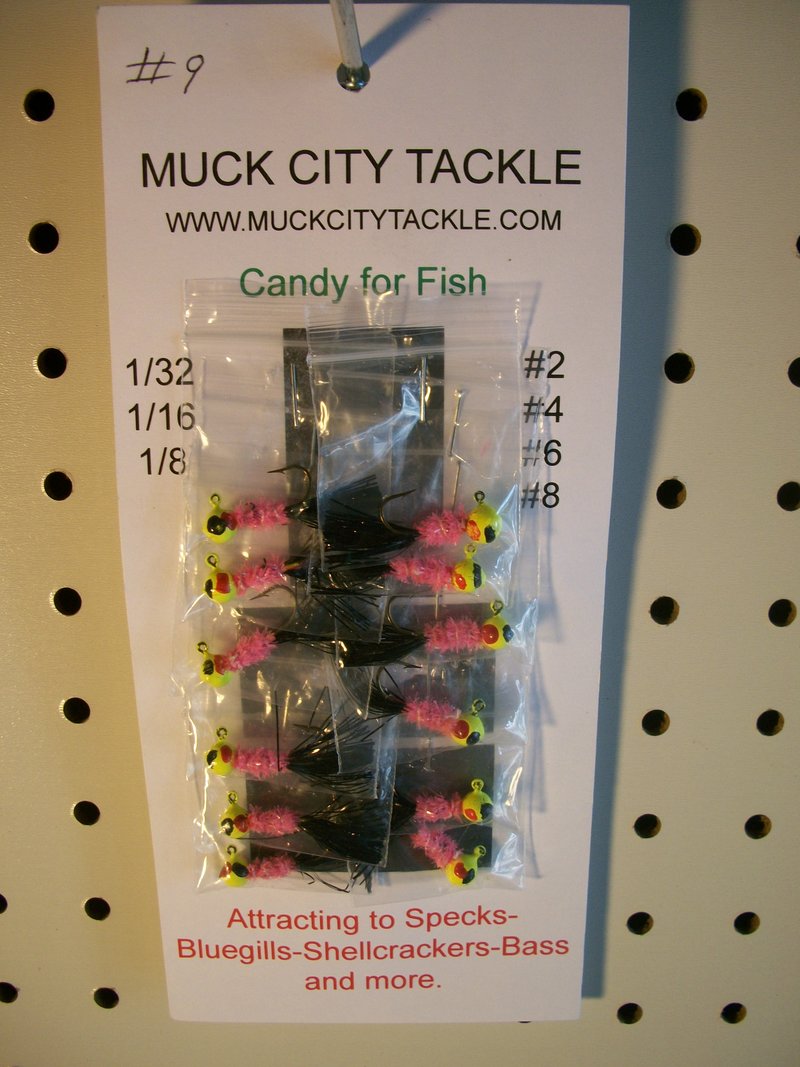 #9
MUCK CITY TACKLE
WWW.MUCKCITYTACKLE.COM
Candy for Fish
1/32 #2
1/16 #4
1/8 #6
#8
Attracting to Specks-
Bluegills-Shellcrackers-Bass
and more.